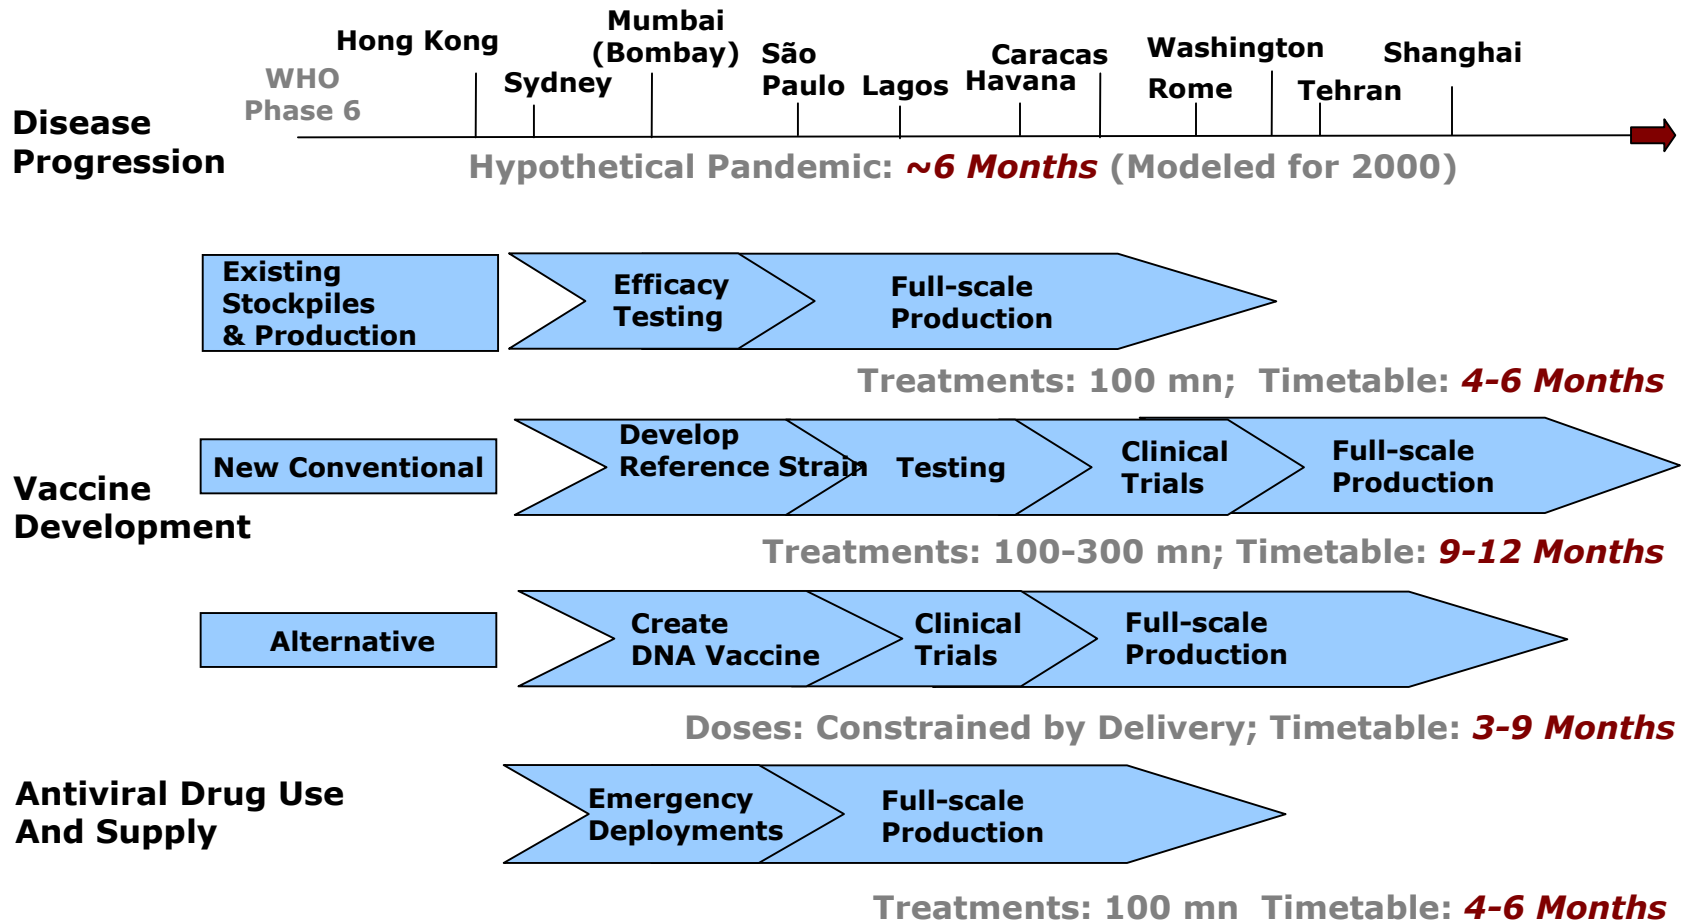 Hong Kong
Mumbai
(Bombay)
São
Paulo
Caracas
Washington
Shanghai
WHO
Phase 6
Sydney
Lagos
Havana
Rome
Tehran
Disease
Progression
Hypothetical Pandemic: ~6 Months (Modeled for 2000)
Existing
Stockpiles
& Production
Efficacy
Testing
Full-scale
Production
Treatments: 100 mn;  Timetable: 4-6 Months
Vaccine
Development
New Conventional
Develop
Reference Strain
Testing
Clinical
Trials
Full-scale
Production
Treatments: 100-300 mn; Timetable: 9-12 Months
Alternative
Create
DNA Vaccine
Clinical
Trials
Full-scale
Production
Doses: Constrained by Delivery; Timetable: 3-9 Months
Antiviral Drug Use
And Supply
Emergency
Deployments
Full-scale
Production
Treatments: 100 mn  Timetable: 4-6 Months